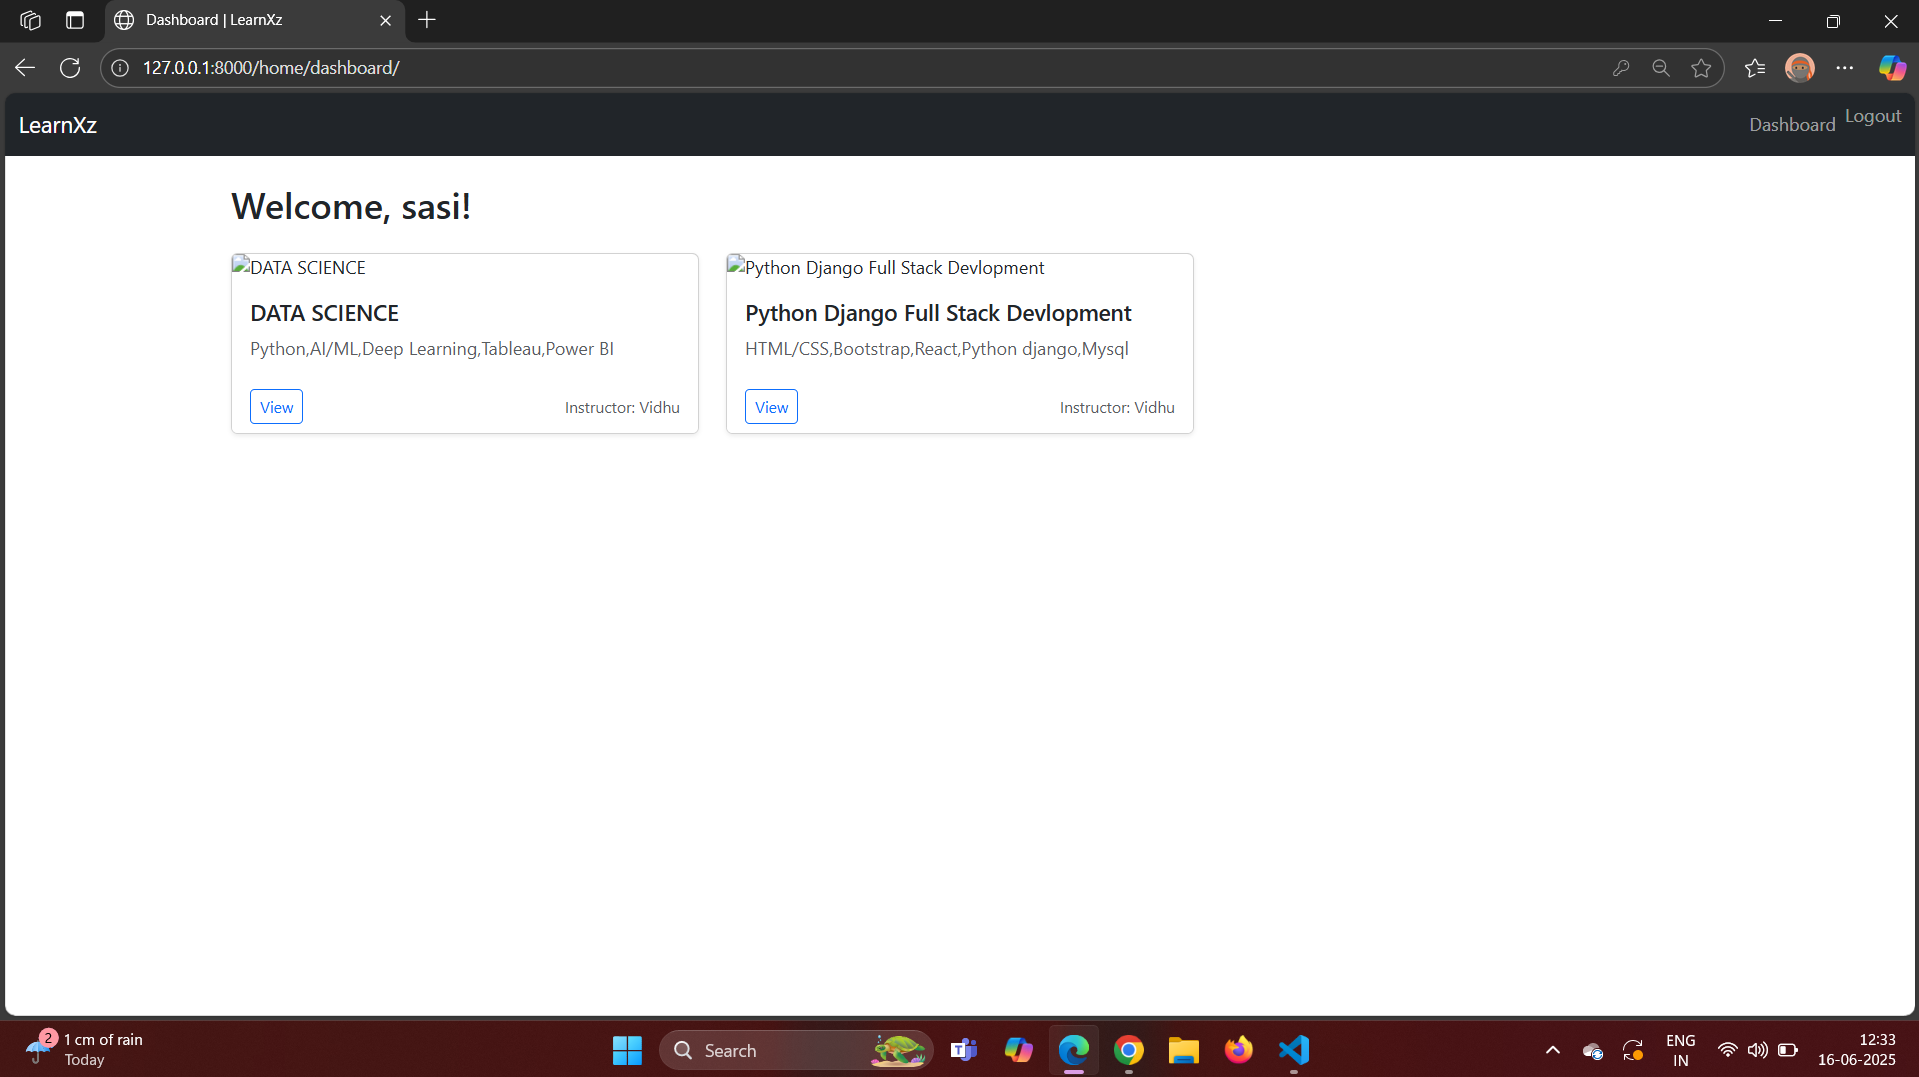 Dashboard | LearnXz
127.0.0.1:8000/home/dashboard/
LearnXz
Dashboard
Logout
Welcome, sasi!
DATA SCIENCE
DATA SCIENCE
Python,AI/ML,Deep Learning,Tableau,Power BI
View
Instructor: Vidhu
Python Django Full Stack Devlopment
Python Django Full Stack Devlopment
HTML/CSS,Bootstrap,React,Python django,Mysql
View
Instructor: Vidhu
2
1 cm of rain
Today
Search
ENG
IN
12:33
16-06-2025